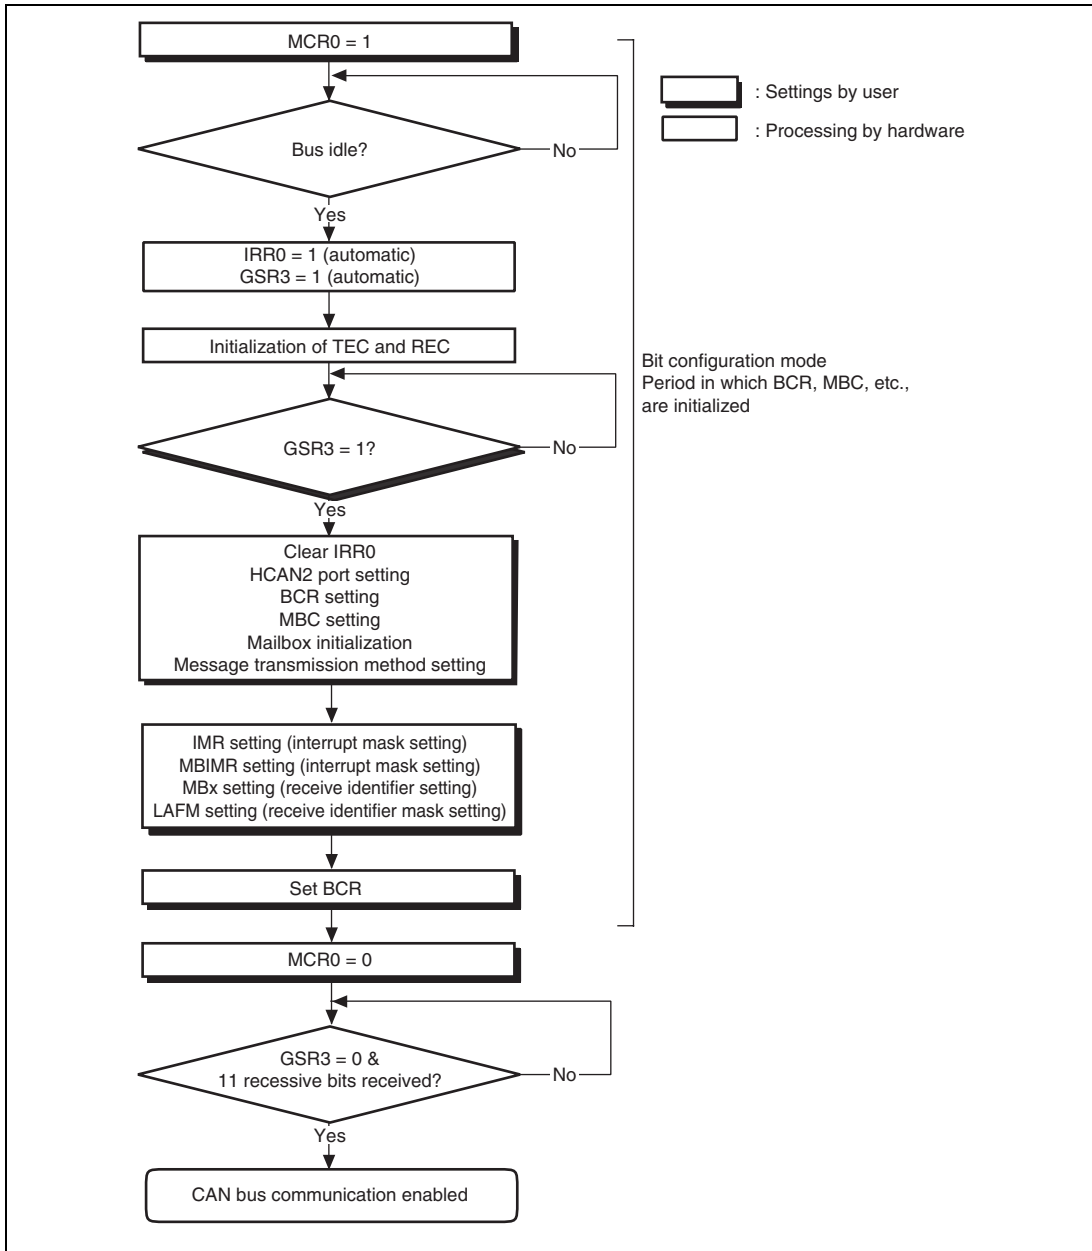 MCR0 = 1
: Settings by user
: Processing by hardware
Bus idle?
No
Yes
IRR0 = 1 (automatic)
GSR3 = 1 (automatic)
Initialization of TEC and REC
Bit configuration mode
Period in which BCR, MBC, etc.,
are initialized
GSR3 = 1?
No
Yes
Clear IRR0
HCAN2 port setting
BCR setting
MBC setting
Mailbox initialization
Message transmission method setting
IMR setting (interrupt mask setting)
MBIMR setting (interrupt mask setting)
MBx setting (receive identifier setting)
LAFM setting (receive identifier mask setting)
Set BCR
MCR0 = 0
GSR3 = 0 &
11 recessive bits received?
No
Yes
CAN bus communication enabled